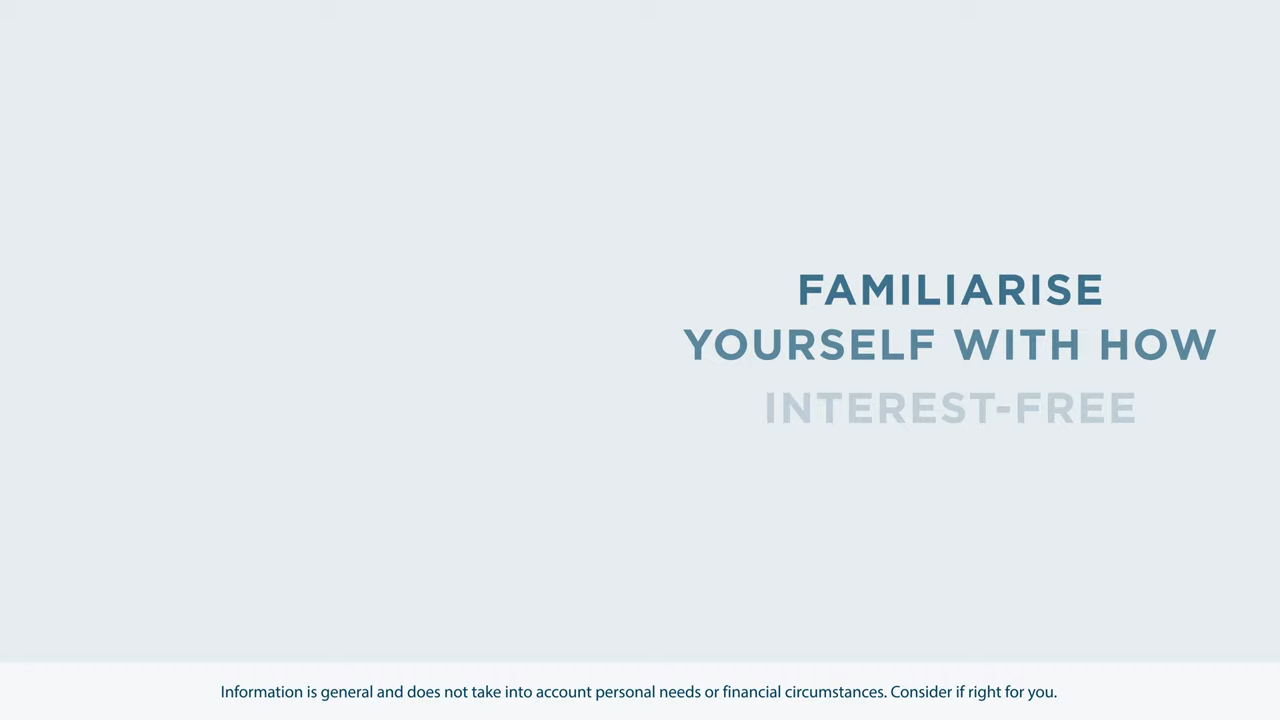 FAMILIARISE
YOURSELF WITH HOW
INTEREST-FREE
Information is general and does not take into account personal needs or financial circumstances. Consider if right for you.